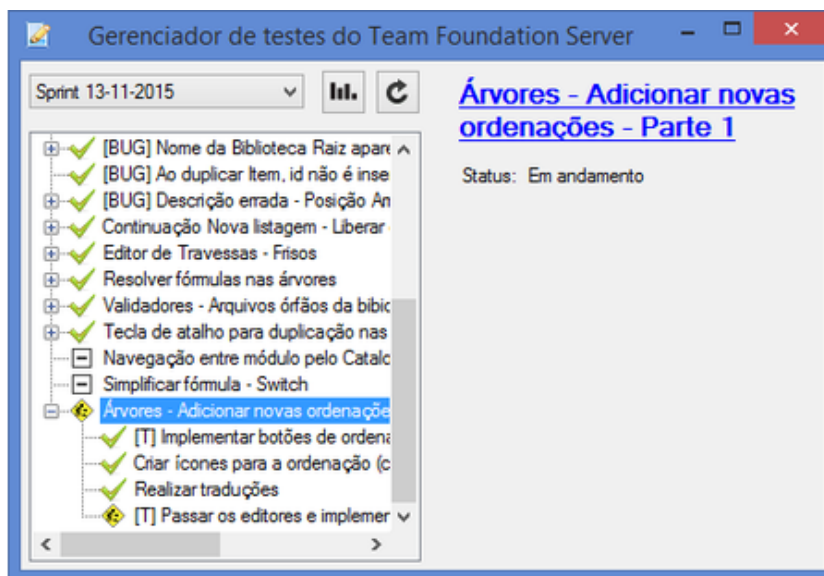 Gerenciador de testes do Team Foundation Server
Sprint 13-11-2015
[BUG] Nome da Biblioteca Raiz apare
[BUG] Ao duplicar Item, id não é inse
[BUG] Descrição errada - Posição An
Continuação Nova listagem - Liberar
Editor de Travessas - Frisos
Resolver fórmulas nas árvores
Validadores - Arquivos órfãos da bibic
Tecla de atalho para duplicação nas
Navegação entre módulo pelo Catalc
Simplificar fórmula - Switch
Árvores - Adicionar novas ordenaçõe
[T] Implementar botões de ordena
Criar ícones para a ordenação (c
Realizar traduções
[T] Passar os editores e implemer
Árvores - Adicionar novas
ordenações - Parte 1
Status: Em andamento